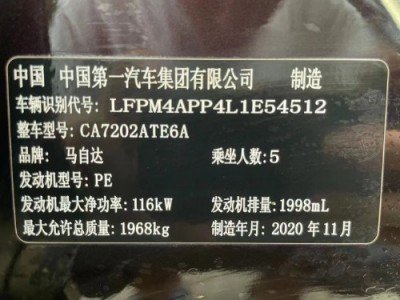 中国 中国第一汽车集团有限公司 制造
车辆识别代号: LFPM4APP4L1E54512
整车型号: CA7202ATE6A
品牌: 马自达 乘坐人数: 5
发动机型号: PE
发动机最大净功率: 116kW 发动机排量: 1998mL
最大允许总质量: 1968kg 制造年月: 2020 年 11月